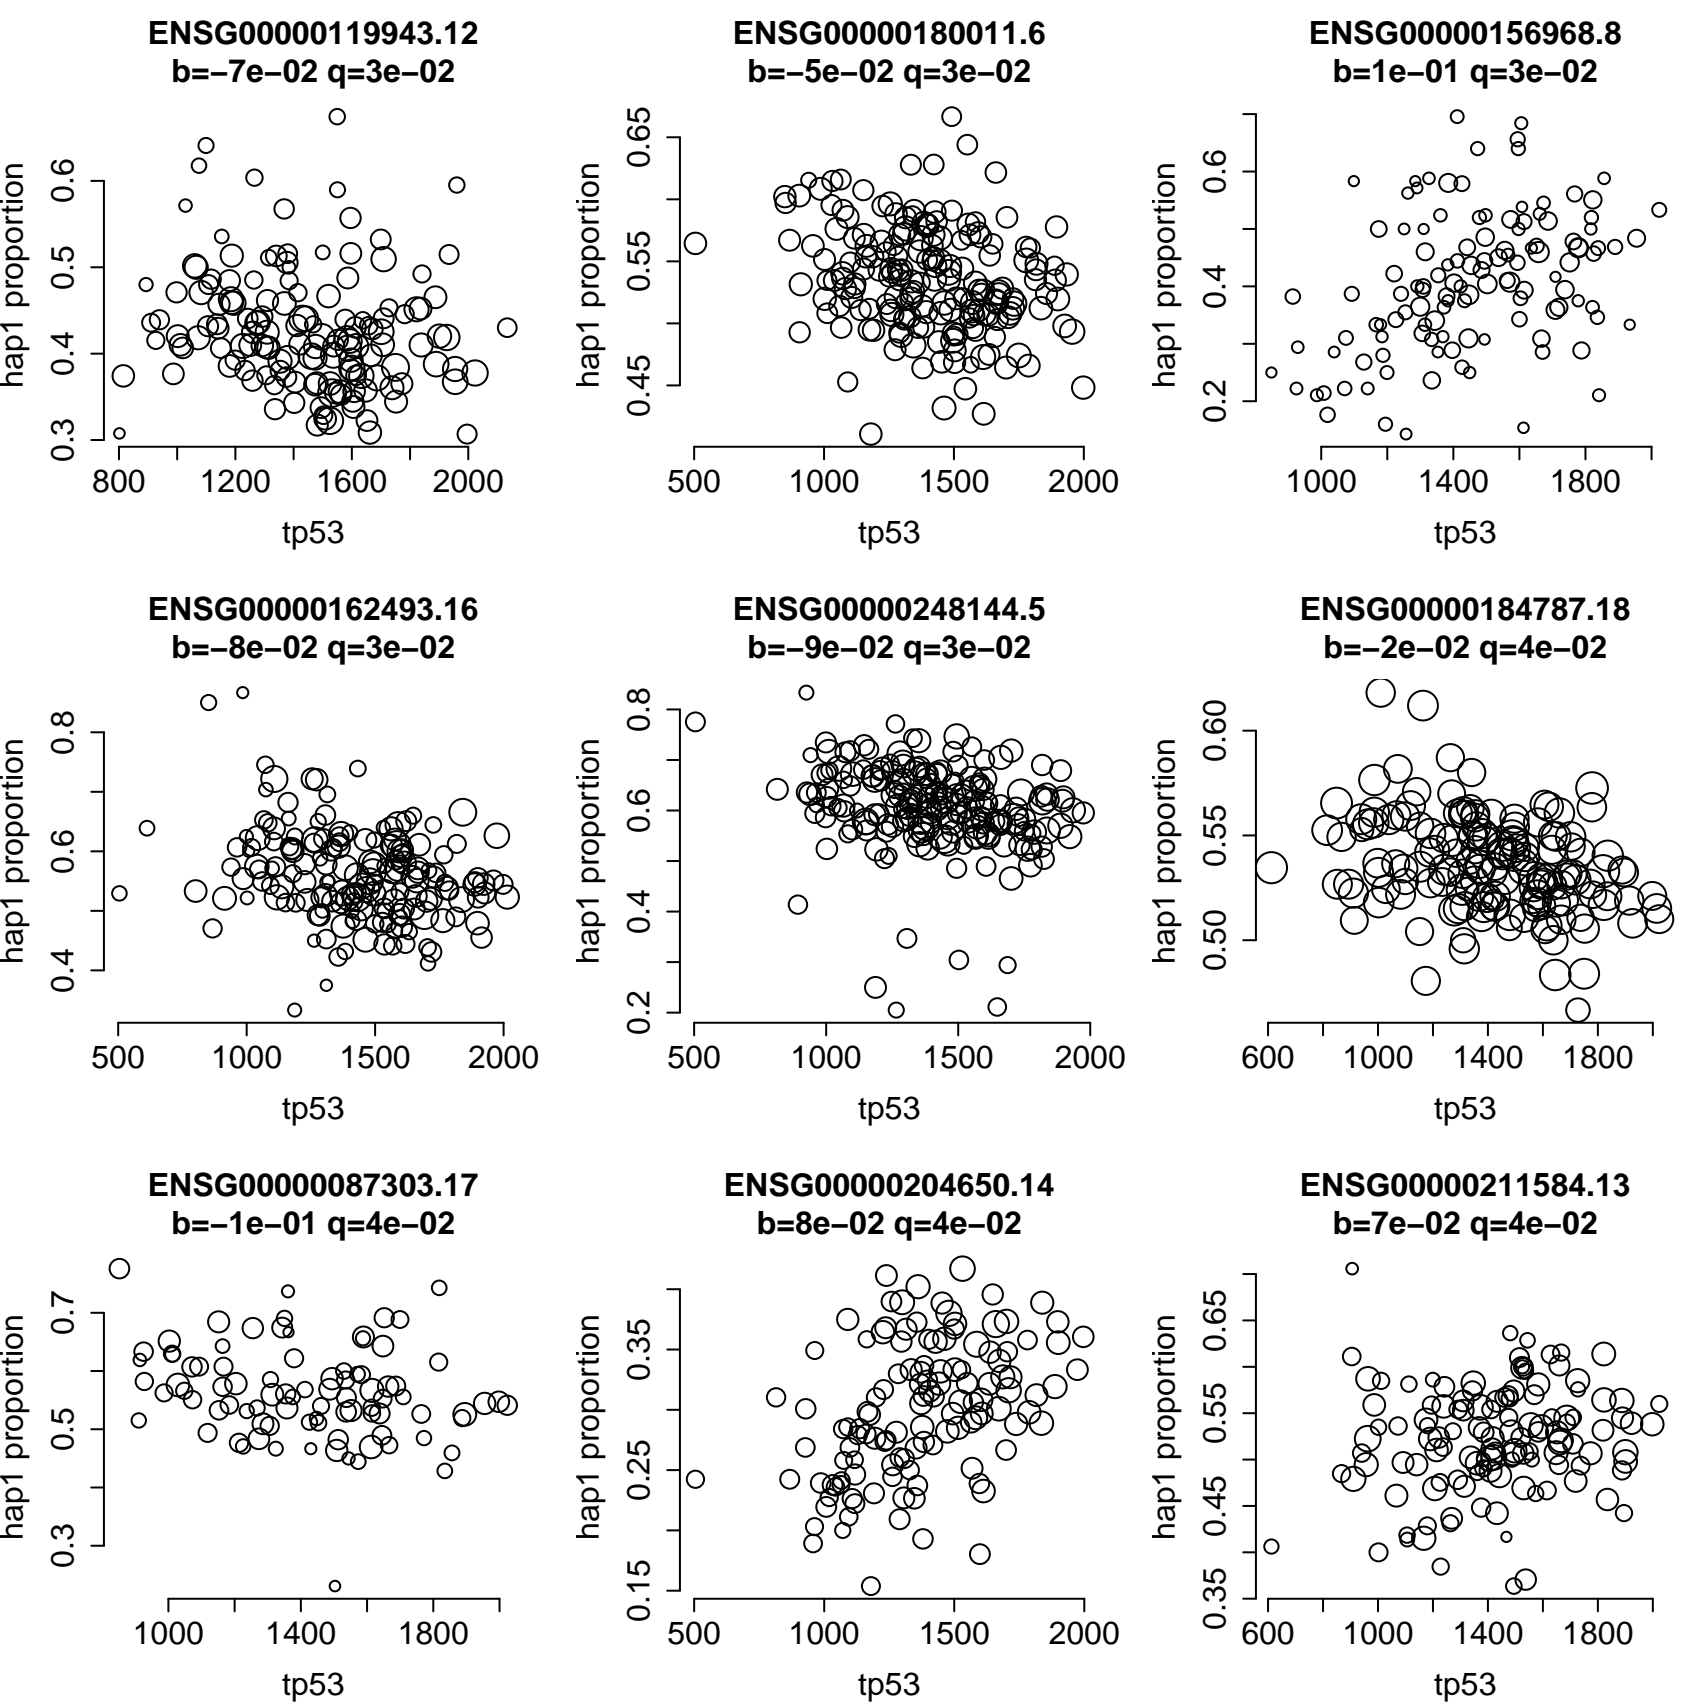 ENSG00000119943.12
b=−7e−02 q=3e−02
hap1 proportion
0.3 0.4 0.5 0.6
800 1200 1600 2000
tp53
ENSG00000180011.6
b=−5e−02 q=3e−02
hap1 proportion
0.45 0.55 0.65
500 1000 1500 2000
tp53
ENSG00000156968.8
b=1e−01 q=3e−02
hap1 proportion
0.2 0.4 0.6
1000 1400 1800
tp53
ENSG00000162493.16
b=−8e−02 q=3e−02
hap1 proportion
0.4 0.6 0.8
500 1000 1500 2000
tp53
ENSG00000248144.5
b=−9e−02 q=3e−02
hap1 proportion
0.2 0.4 0.6 0.8
500 1000 1500 2000
tp53
ENSG00000184787.18
b=−2e−02 q=4e−02
hap1 proportion
0.50 0.55 0.60
600 1000 1400 1800
tp53
ENSG00000087303.17
b=−1e−01 q=4e−02
hap1 proportion
0.3 0.5 0.7
1000 1400 1800
tp53
ENSG00000204650.14
b=8e−02 q=4e−02
hap1 proportion
0.15 0.25 0.35
500 1000 1500 2000
tp53
ENSG00000211584.13
b=7e−02 q=4e−02
hap1 proportion
0.35 0.45 0.55 0.65
600 1000 1400 1800
tp53